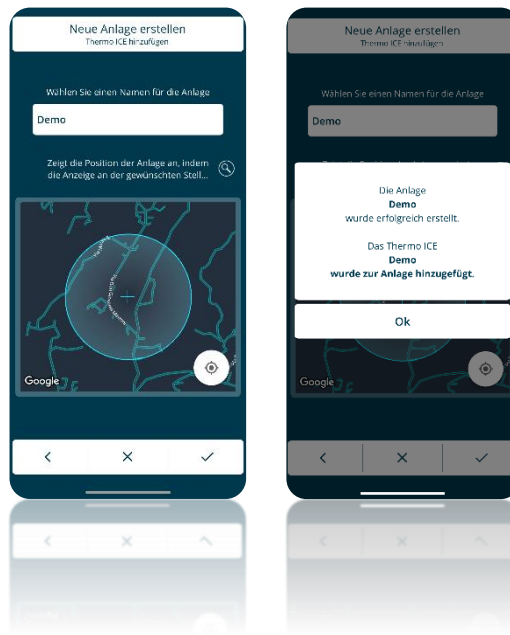 Neue Anlage erstellen
Thermo ICE hinzufügen
Wählen Sie einen Namen für die Anlage
Demo
Zeigt die Position der Anlage an, indem
die Anzeige an der gewünschten Stell...
Google
Neue Anlage erstellen
Thermo ICE hinzufügen
Wählen Sie einen Namen für die Anlage
Demo
Die Anlage
Demo
wurde erfolgreich erstellt.
Das Thermo ICE
Demo
wurde zur Anlage hinzugefügt.
Ok
Google